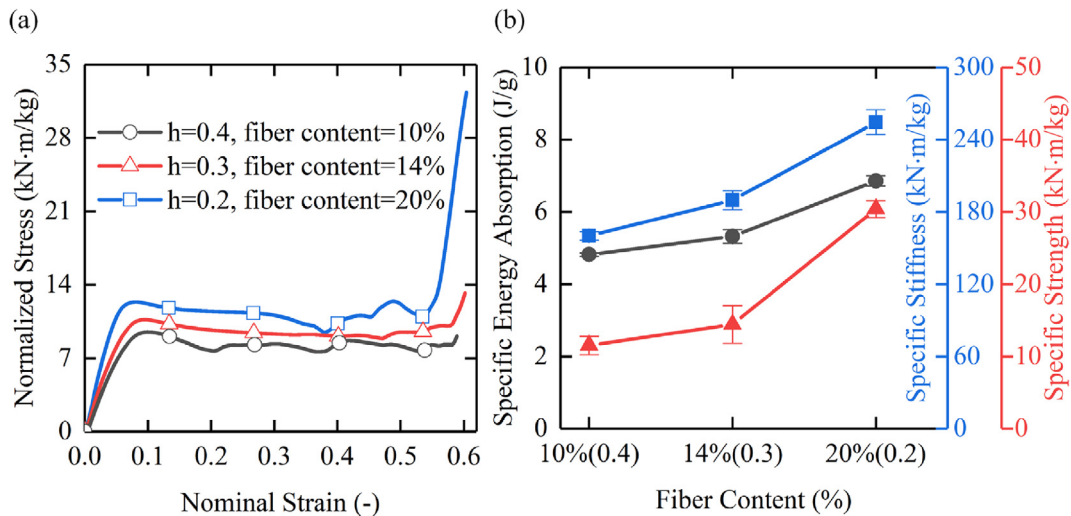 (a)
Normalized Stress (kN·m/kg)
35
28
21
14
7
0
h=0.4, fiber content=10%
h=0.3, fiber content=14%
h=0.2, fiber content=20%
0.0 0.1 0.2 0.3 0.4 0.5 0.6
Nominal Strain (-)
(b)
Specific Energy Absorption (J/g)
10
8
6
4
2
0
10%(0.4) 14%(0.3) 20%(0.2)
Fiber Content (%)
Specific Stiffness (kN·m/kg)
300
240
180
120
60
0
Specific Strength (kN·m/kg)
50
40
30
20
10
0